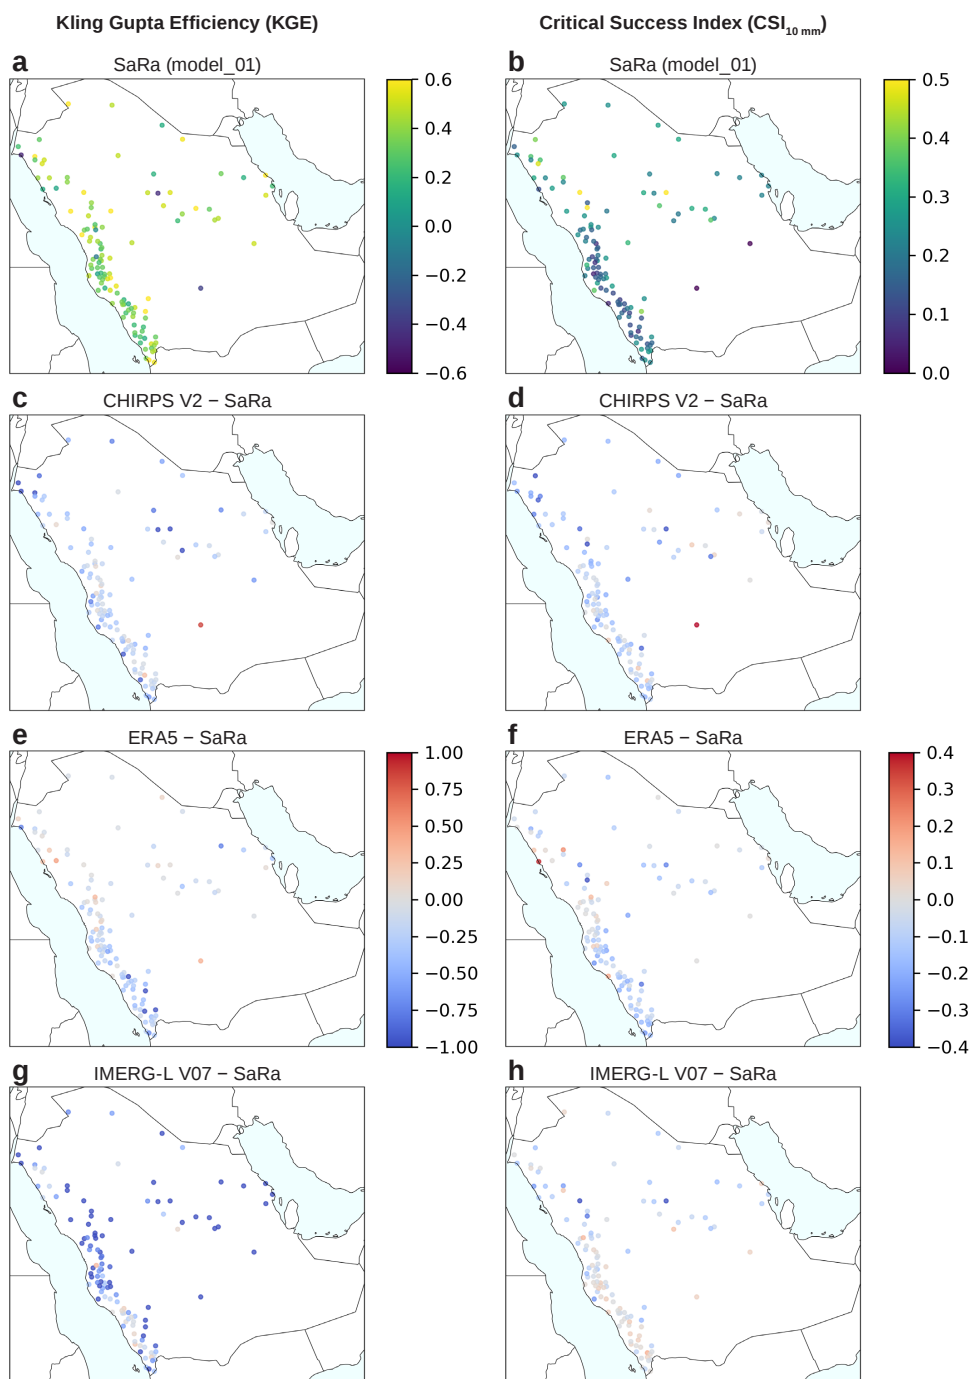 Kling Gupta Efficiency (KGE)
Critical Success Index (CSI10 mm)
a
SaRa (model_01)
0.6
0.4
0.2
0.0
−0.2
−0.4
−0.6
b
SaRa (model_01)
0.5
0.4
0.3
0.2
0.1
0.0
c
CHIRPS V2 − SaRa
d
CHIRPS V2 − SaRa
e
ERA5 − SaRa
1.00
0.75
0.50
0.25
0.00
−0.25
−0.50
−0.75
−1.00
f
ERA5 − SaRa
0.4
0.3
0.2
0.1
0.0
−0.1
−0.2
−0.3
−0.4
g
IMERG-L V07 − SaRa
h
IMERG-L V07 − SaRa